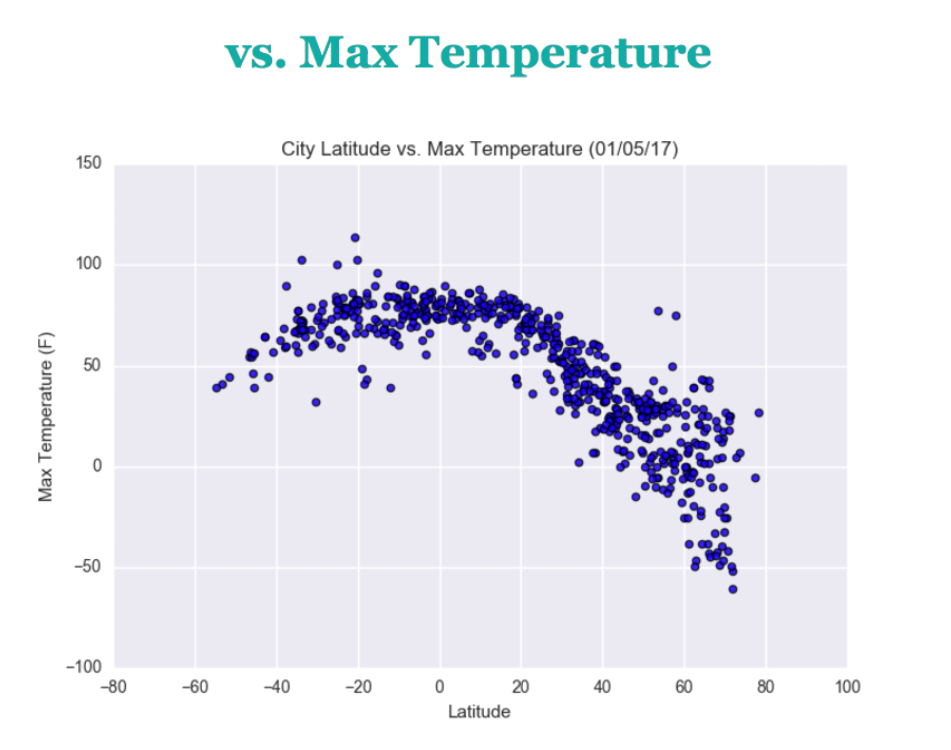 vs. Max Temperature
City Latitude vs. Max Temperature (01/05/17)
150
100
50
0
−50
−100
Max Temperature (F)
−80 −60 −40 −20 0 20 40 60 80 100
Latitude